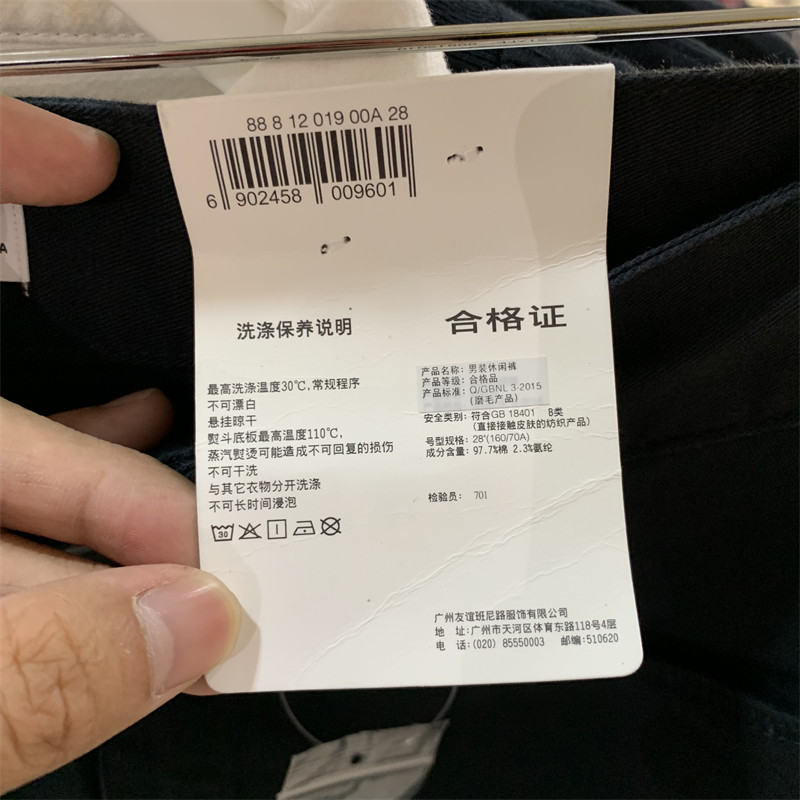 88 8 12 019 00A 28
6 902458 009601
A
洗涤保养说明
最高洗涤温度30℃,常规程序
不可漂白
悬挂晾干
熨斗底板最高温度110℃,
蒸汽熨烫可能造成不可回复的损伤
不可干洗
与其它衣物分开洗涤
不可长时间浸泡
30
合格证
产品名称: 男装休闲裤
产品等级: 合格品
产品标准: Q/GBNL 3-2015
(磨毛产品)
安全类别: 符合GB 18401 B类
(直接接触皮肤的纺织产品)
号型规格: 28"(160/70A)
成分含量: 97.7%棉 2.3%氨纶
检验员: 701
广州友谊班尼路服饰有限公司
地 址:广州市天河区体育东路118号4层
电 话:(020) 85550003 邮编:510620